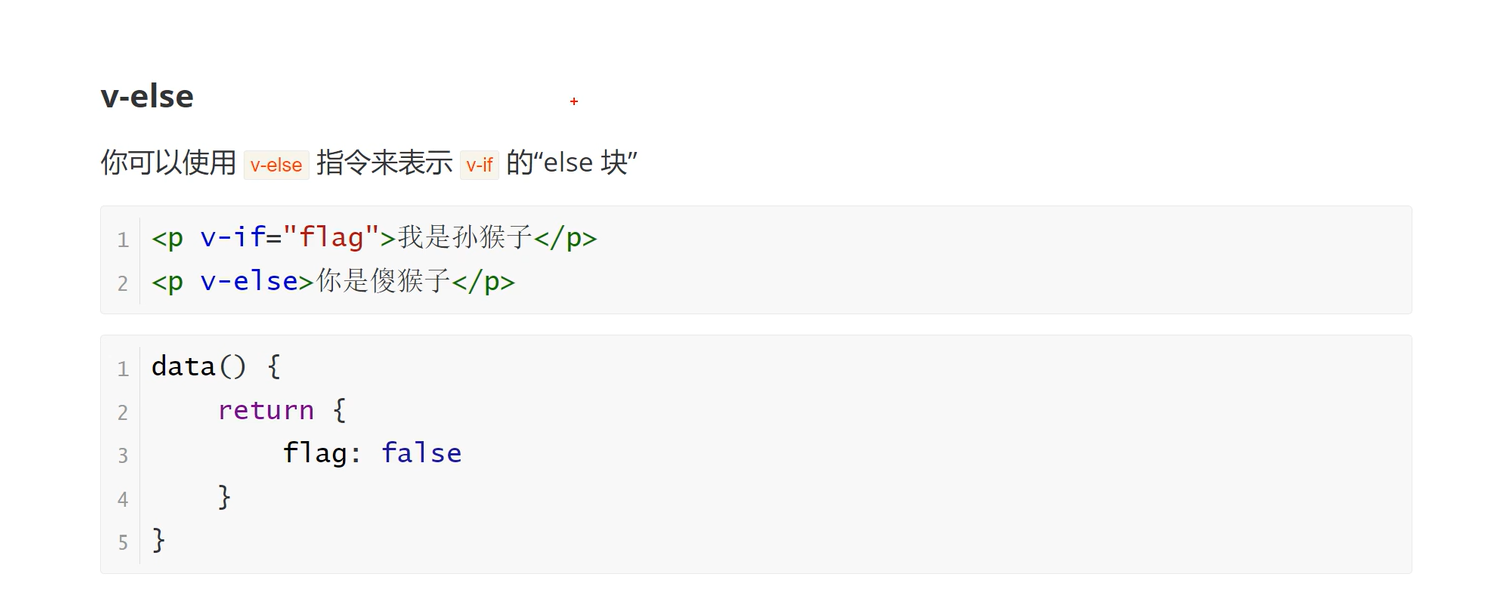 v-else
你可以使用 v-else 指令来表示 v-if 的“else 块”
1 <p v-if="flag">我是孙猴子</p>
2 <p v-else>你是傻猴子</p>
1 data() {
2 return {
3 flag: false
4 }
5 }